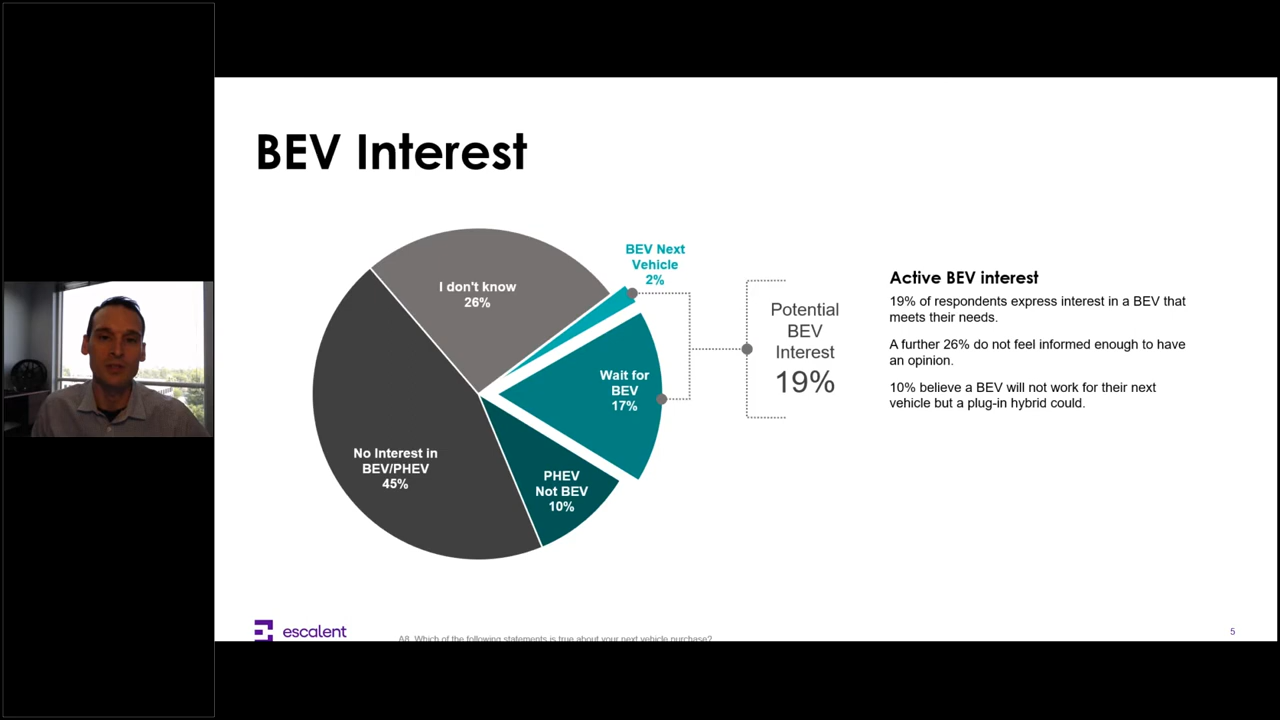 BEV Interest
I don't know
26%
BEV Next
Vehicle
2%
Wait for
BEV
17%
PHEV
Not BEV
10%
No Interest in
BEV/PHEV
45%
Potential
BEV
Interest
19%
Active BEV interest
19% of respondents express interest in a BEV that
meets their needs.
A further 26% do not feel informed enough to have
an opinion.
10% believe a BEV will not work for their next
vehicle but a plug-in hybrid could.
escalent
A8. Which of the following statements is true about your next vehicle purchase?
5